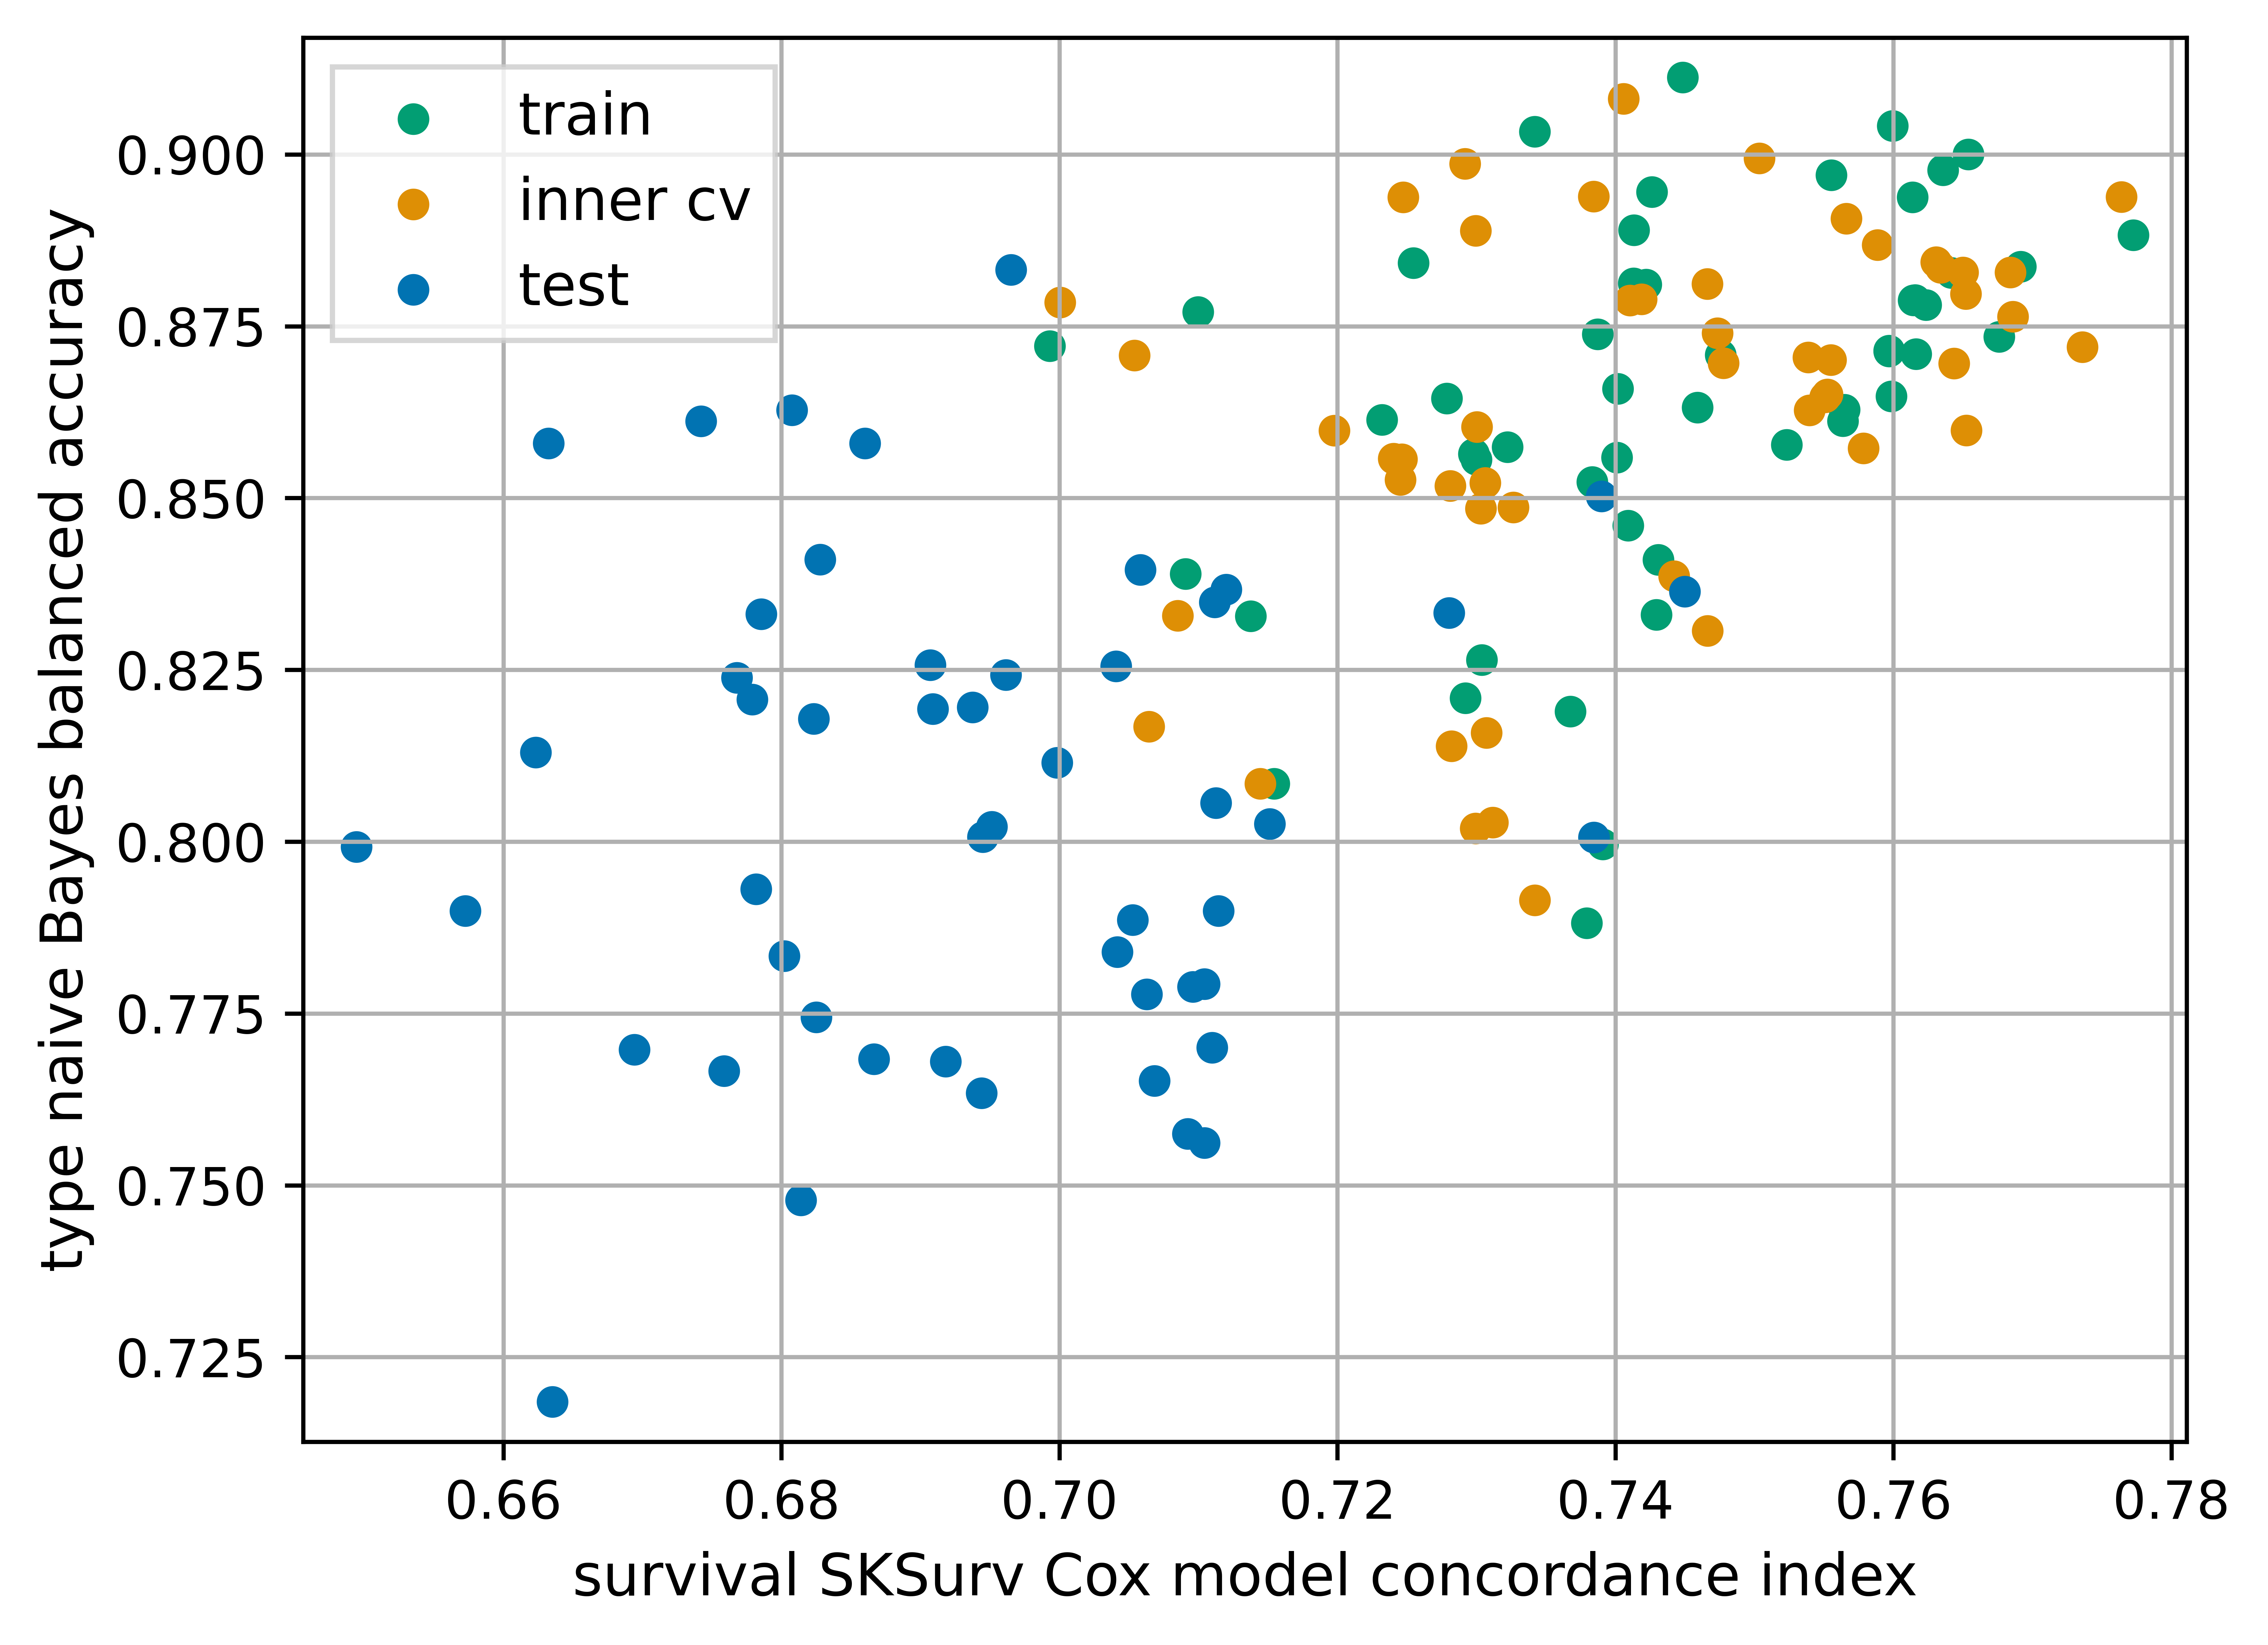 train
inner cv
test
type naive Bayes balanced accuracy
0.900
0.875
0.850
0.825
0.800
0.775
0.750
0.725
0.66 0.68 0.70 0.72 0.74 0.76 0.78
survival SKSurv Cox model concordance index